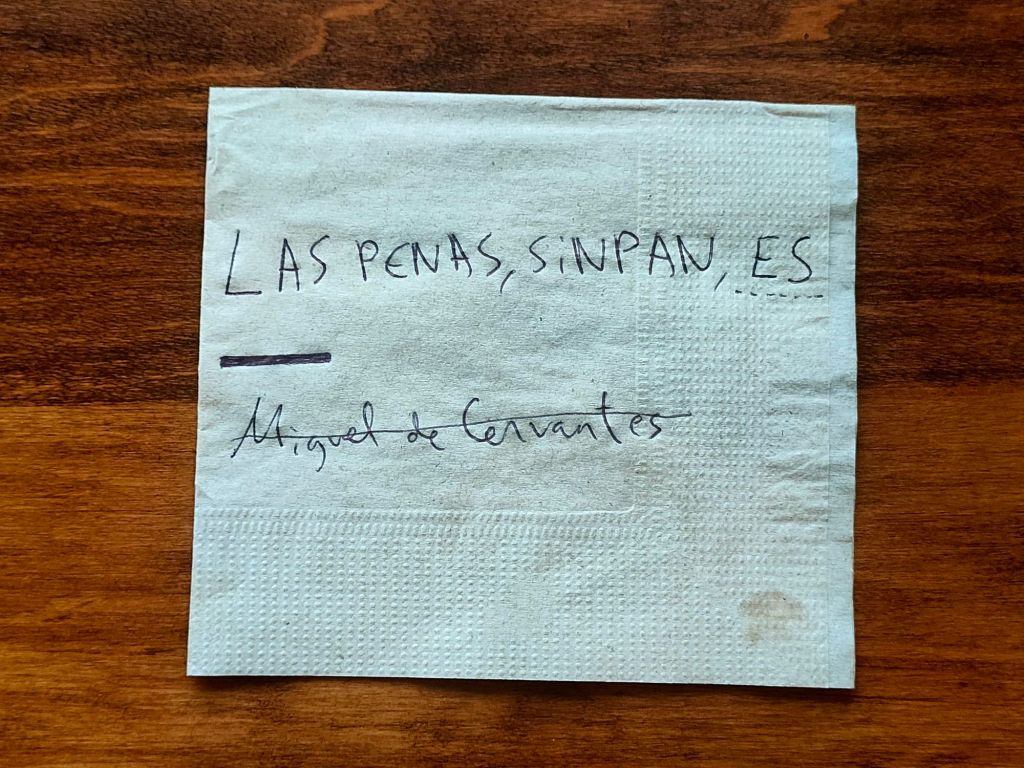 LAS PENAS, SiNPAN, ES
Miguel de Cervantes